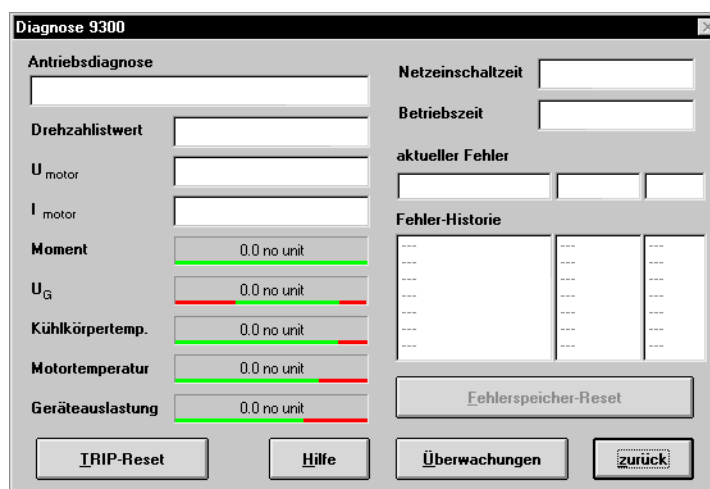 Diagnose 9300
Antriebsdiagnose
Drehzahlistwert
U motor
I motor
Moment 0.0 no unit
UG 0.0 no unit
Kühlkörpertemp. 0.0 no unit
Motortemperatur 0.0 no unit
Geräteauslastung 0.0 no unit
Netzeinschaltzeit
Betriebszeit
aktueller Fehler
Fehler-Historie
--- --- ---
--- --- ---
--- --- ---
--- --- ---
--- --- ---
--- --- ---
--- --- ---
Fehlerspeicher-Reset
TRIP-Reset Hilfe Überwachungen zurück